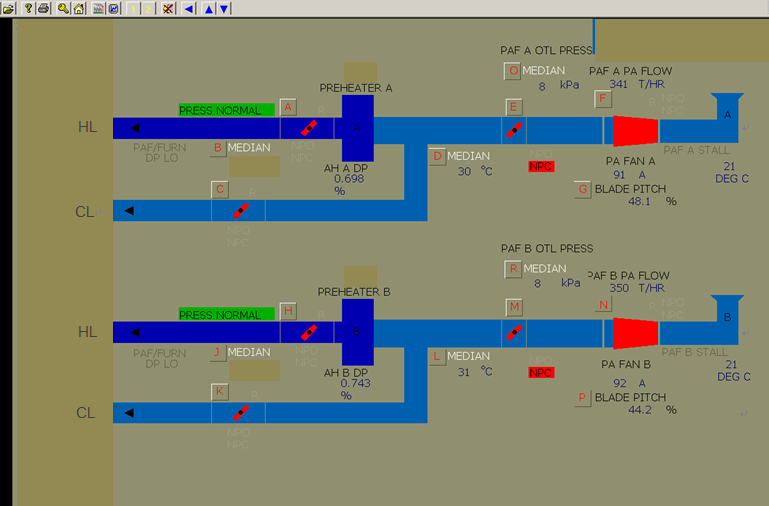 PAF A OTL PRESS
O MEDIAN
8 kPa
PAF A PA FLOW
341 T/HR
PREHEATER A
PRESS NORMAL
A
R
E
F
R
NPO
NPC
HL
A
A
PAF/FURN
DP LO
B MEDIAN
NPO
NPC
D MEDIAN
30 °C
NPO
NPC
PAF A STALL
AH A DP
0.698
%
PA FAN A
91 A
21
DEG C
C
R
G BLADE PITCH
48.1 %
CL
NPO
NPC
PAF B OTL PRESS
R MEDIAN
8 kPa
PAF B PA FLOW
350 T/HR
PREHEATER B
PRESS NORMAL
H
R
M
N
R
NPO
NPC
HL
B
B
PAF/FURN
DP LO
J MEDIAN
NPO
NPC
L MEDIAN
31 °C
NPO
NPC
PAF B STALL
AH B DP
0.743
%
PA FAN B
92 A
21
DEG C
K
R
P BLADE PITCH
44.2 %
CL
NPO
NPC